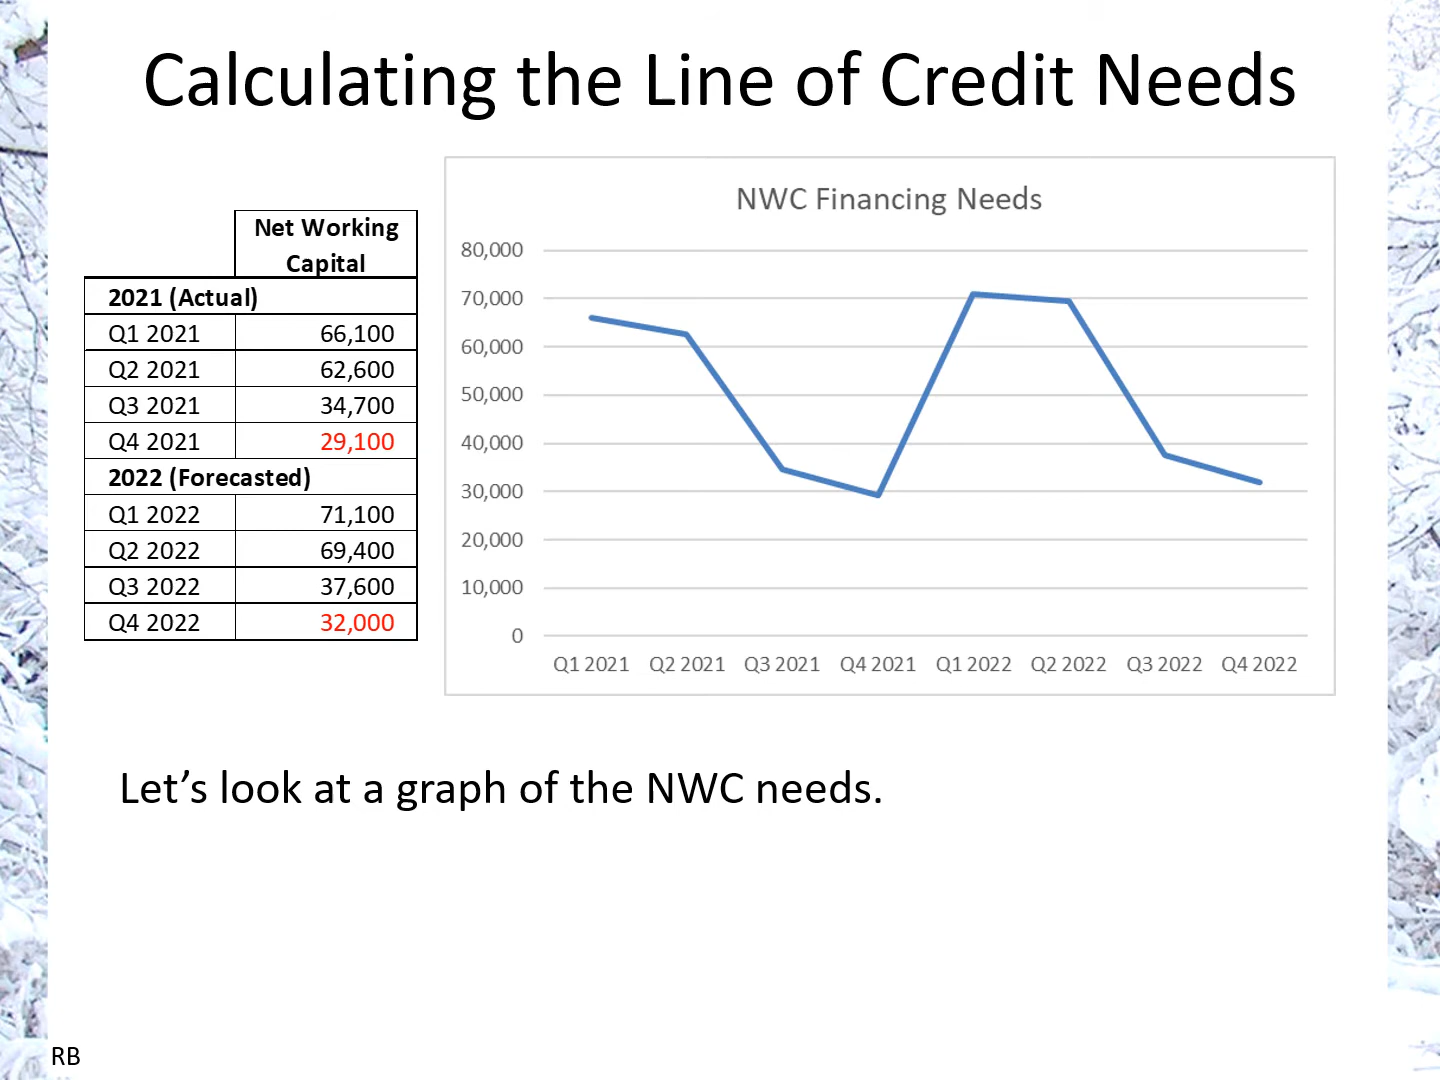 Calculating the Line of Credit Needs
Net Working
Capital
2021 (Actual)
Q1 2021 66,100
Q2 2021 62,600
Q3 2021 34,700
Q4 2021 29,100
2022 (Forecasted)
Q1 2022 71,100
Q2 2022 69,400
Q3 2022 37,600
Q4 2022 32,000
NWC Financing Needs
80,000
70,000
60,000
50,000
40,000
30,000
20,000
10,000
0
Q1 2021 Q2 2021 Q3 2021 Q4 2021 Q1 2022 Q2 2022 Q3 2022 Q4 2022
Let’s look at a graph of the NWC needs.
RB